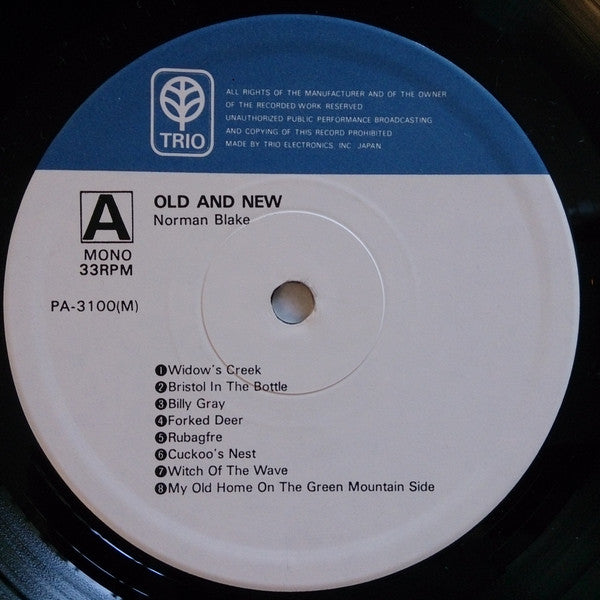 TRIO
ALL RIGHTS OF THE MANUFACTURER AND OF THE OWNER
OF THE RECORDED WORK RESERVED
UNAUTHORIZED PUBLIC PERFORMANCE BROADCASTING
AND COPYING OF THIS RECORD PROHIBITED
MADE BY TRIO ELECTRONICS, INC. JAPAN
A
MONO
33RPM
OLD AND NEW
Norman Blake
PA-3100(M)
❶Widow's Creek
❷Bristol In The Bottle
❸Billy Gray
❹Forked Deer
❺Rubagfre
❻Cuckoo's Nest
❼Witch Of The Wave
❽My Old Home On The Green Mountain Side